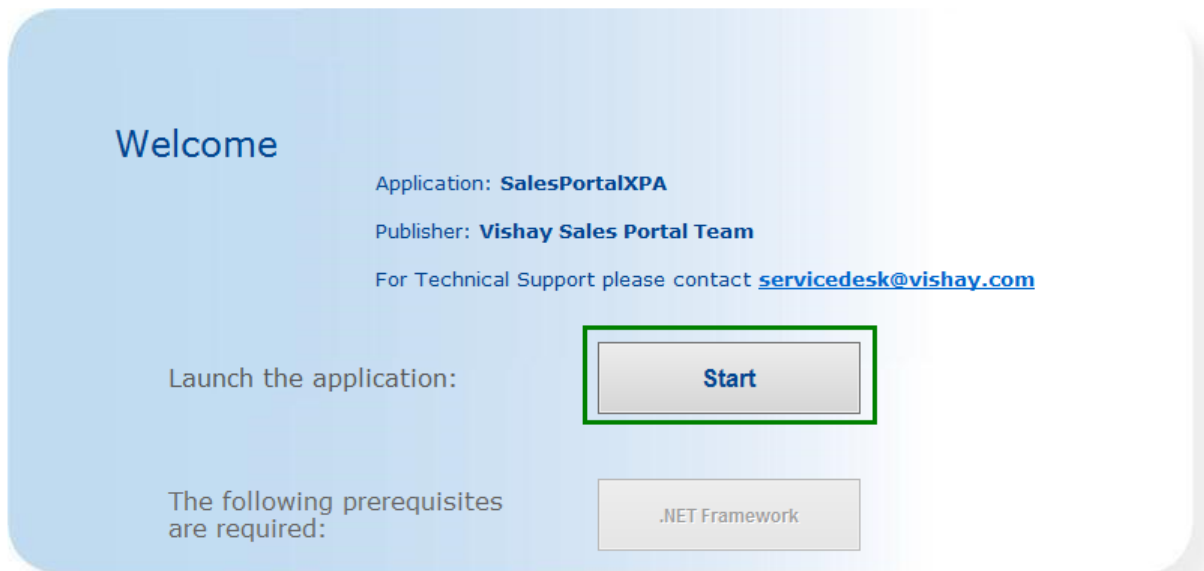 Welcome
Application: SalesPortalXPA
Publisher: Vishay Sales Portal Team
For Technical Support please contact servicedesk@vishay.com
Launch the application:
Start
The following prerequisites
are required:
.NET Framework